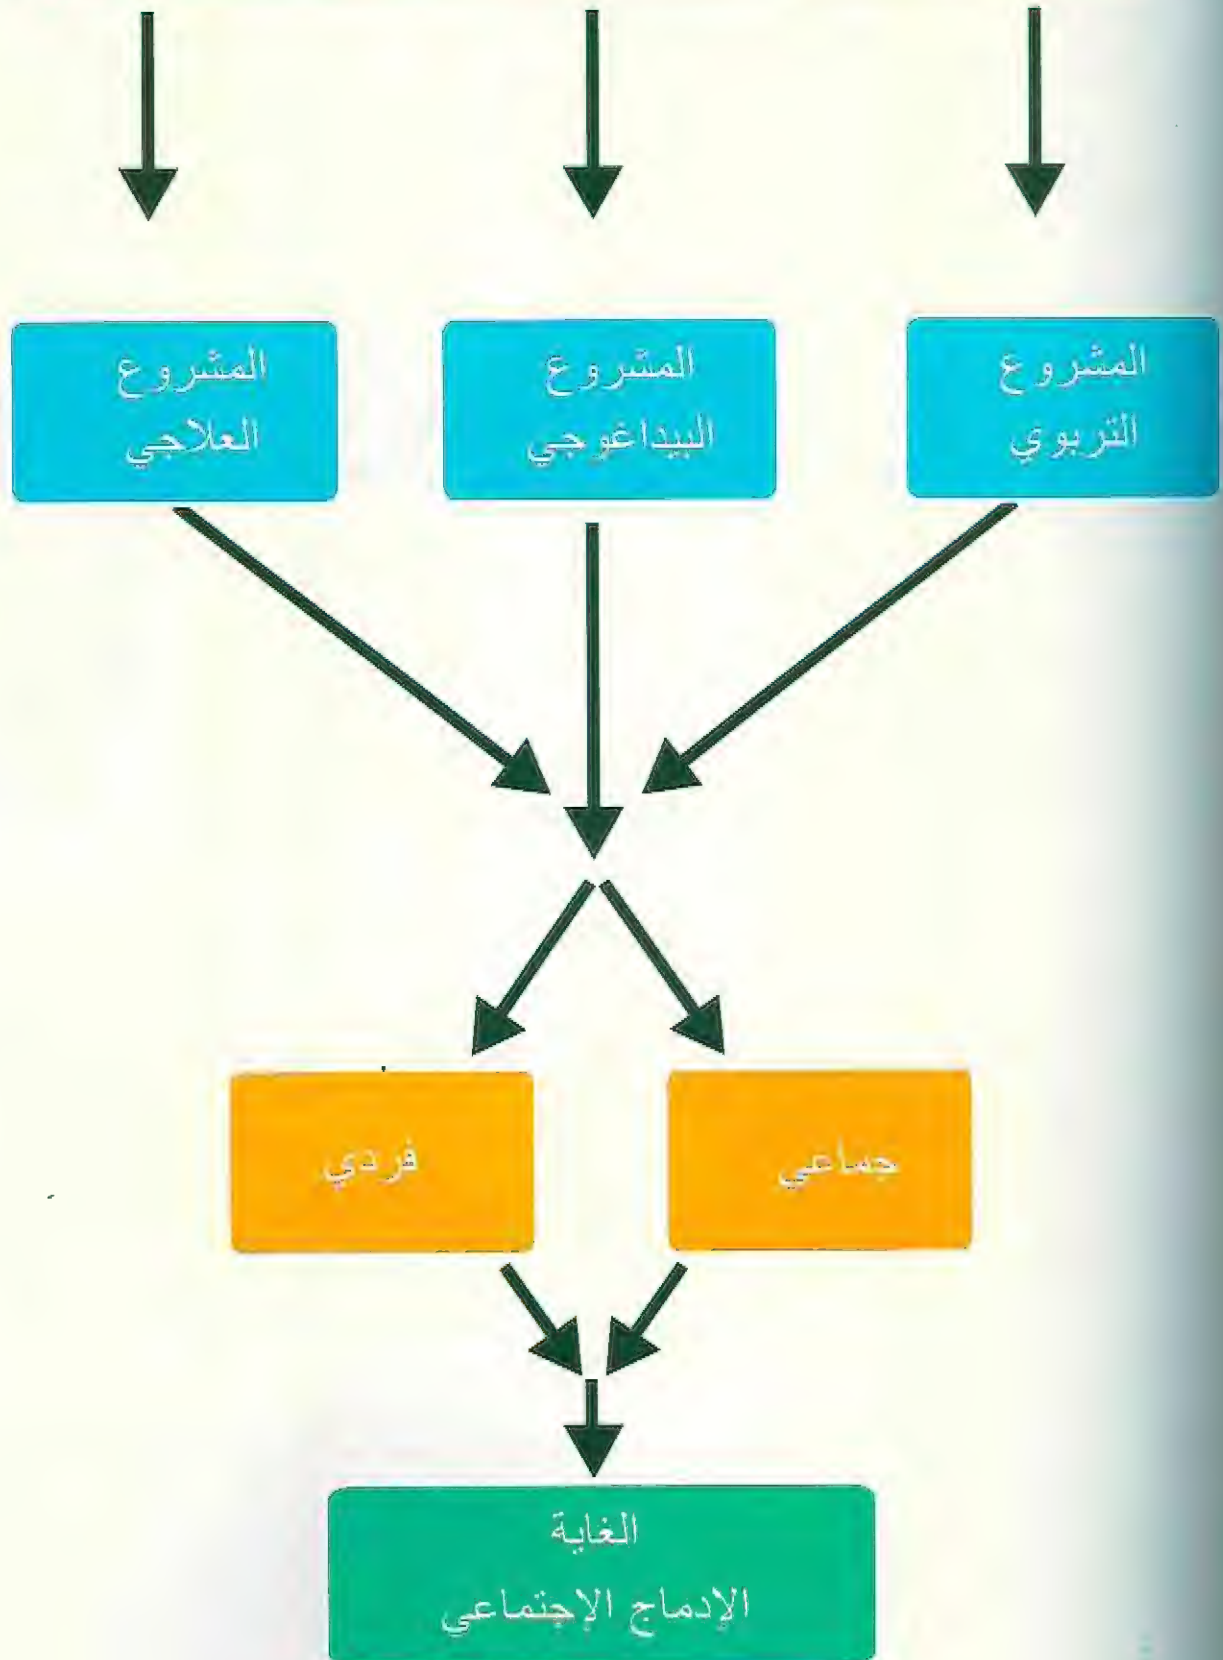 المشروع
التربوي
المشروع
البيداغوجي
المشروع
العلاجي
جماعي
فردي
الغاية
الإدماج الإجتماعي